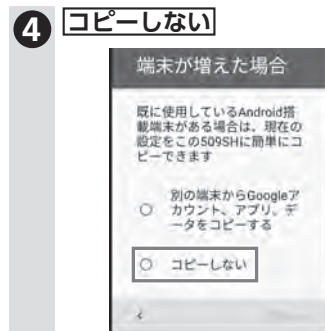 4 コピーしない
端末が増えた場合
既に使用しているAndroid搭
載端末がある場合は、現在の
設定をこの509SHに簡単にコ
ピーできます
別の端末からGoogleア
カウント、アプリ、デ
ータをコピーする
コピーしない